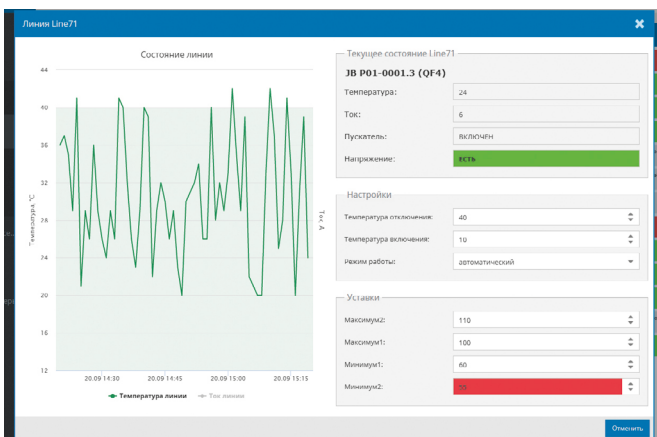 Линия Line71
Состояние линии
44
40
36
32
28
24
20
16
12
Температура, °C
Ток, А
20.09 14:30
20.09 14:45
20.09 15:00
20.09 15:15
Температура линии
Ток линии
Текущее состояние Line71
JB P01-0001.3 (QF4)
Температура: 24
Ток: 6
Пускатель: ВКЛЮЧЕН
Напряжение: ЕСТЬ
Настройки
Температура отключения: 40
Температура включения: 10
Режим работы: автоматический
Уставки
Максимум2: 110
Максимум1: 100
Минимум1: 60
Минимум2:
Отменить